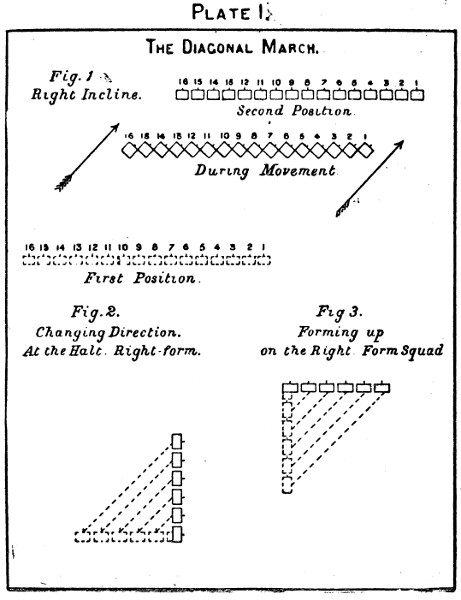 PLATE I.
THE DIAGONAL MARCH.
Fig. 1
Right Incline.
16 15 14 13 12 11 10 9 8 7 6 5 4 3 2 1
Second Position.
16 15 14 13 12 11 10 9 8 7 6 5 4 3 2 1
During Movement.
16 15 14 13 12 11 10 9 8 7 6 5 4 3 2 1
First Position.
Fig. 2.
Changing Direction.
At the Halt. Right-form.
Fig 3.
Forming up
on the Right Form Squad